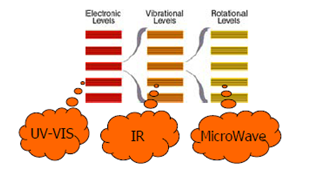 Electronic Levels
Vibrational Levels
Rotational Levels
UV-VIS
IR
MicroWave